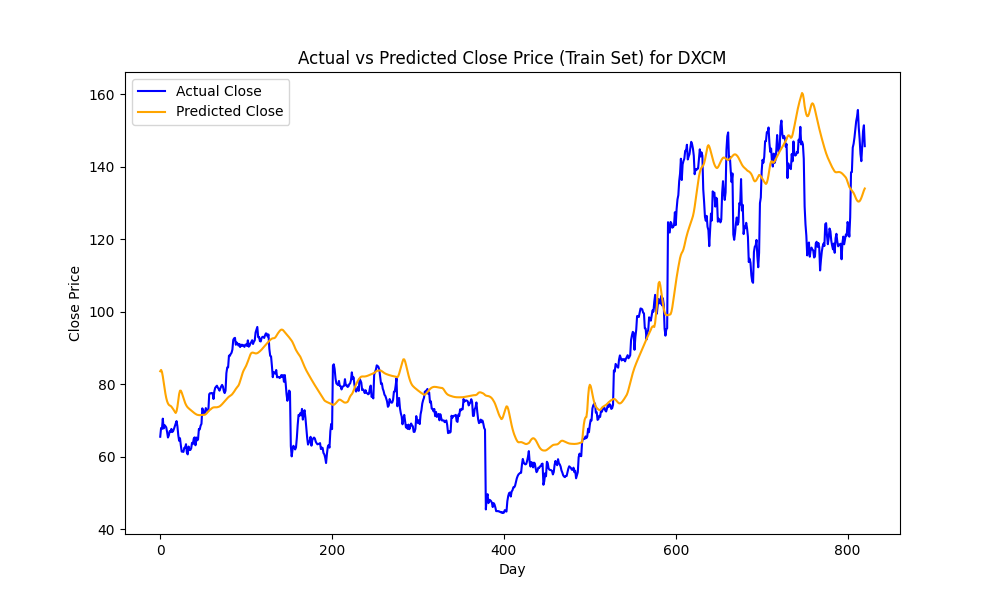 Actual vs Predicted Close Price (Train Set) for DXCM
Actual Close
Predicted Close
Close Price
160
140
120
100
80
60
40
0
200
400
600
800
Day